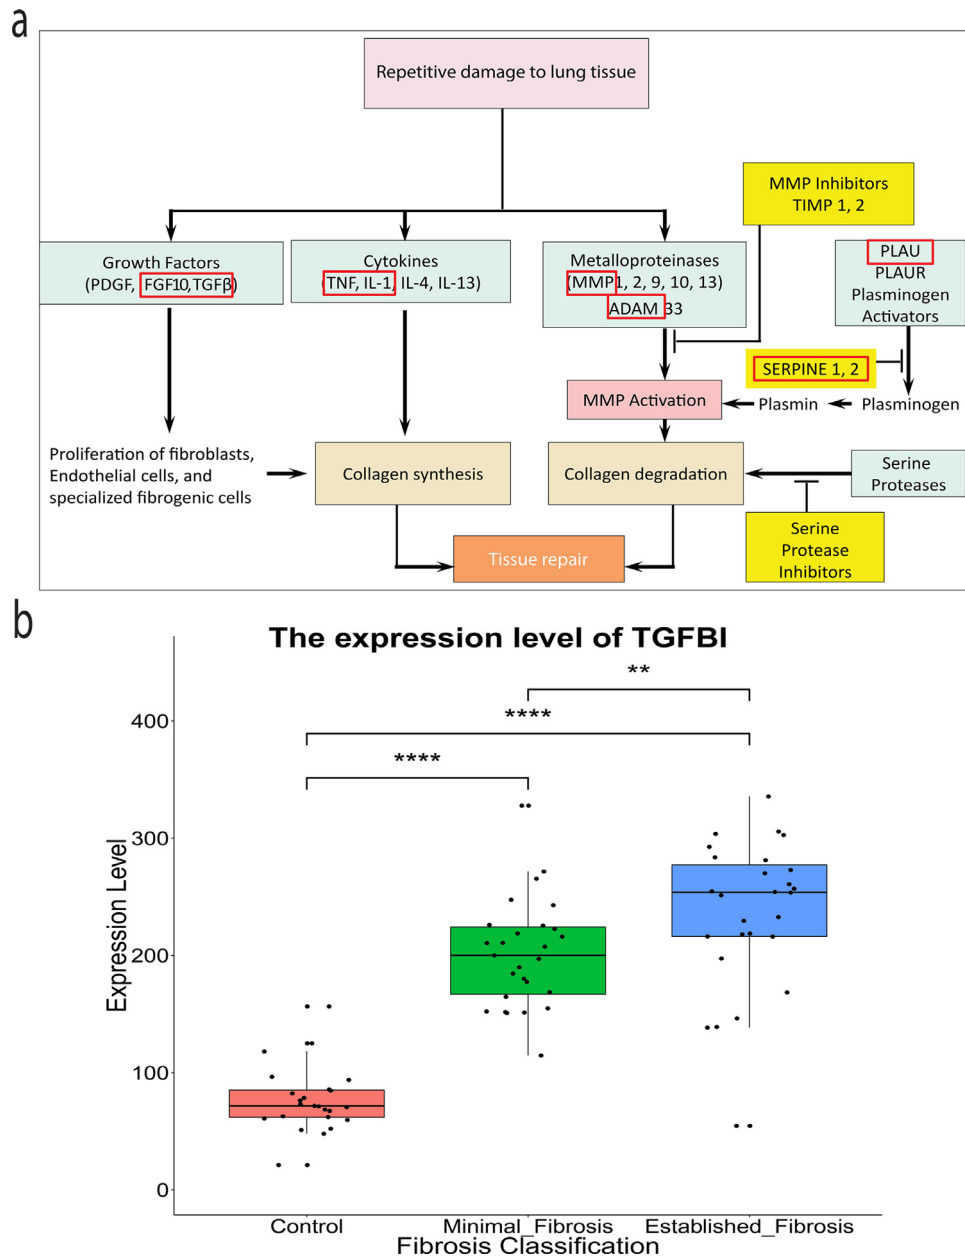 a
Repetitive damage to lung tissue
MMP Inhibitors
TIMP 1, 2
Growth Factors
(PDGF, FGF10,TGFβ)
Cytokines
(TNF, IL-1, IL-4, IL-13)
Metalloproteinases
(MMP1, 2, 9, 10, 13)
ADAM 33
PLAU
PLAUR
Plasminogen
Activators
SERPINE 1, 2
MMP Activation
Plasmin
Plasminogen
Proliferation of fibroblasts,
Endothelial cells, and
specialized fibrogenic cells
Collagen synthesis
Collagen degradation
Serine
Proteases
Tissue repair
Serine
Protease
Inhibitors
b
The expression level of TGFBI
**
****
****
Expression Level
400
300
200
100
0
Control
Minimal_Fibrosis
Established_Fibrosis
Fibrosis Classification